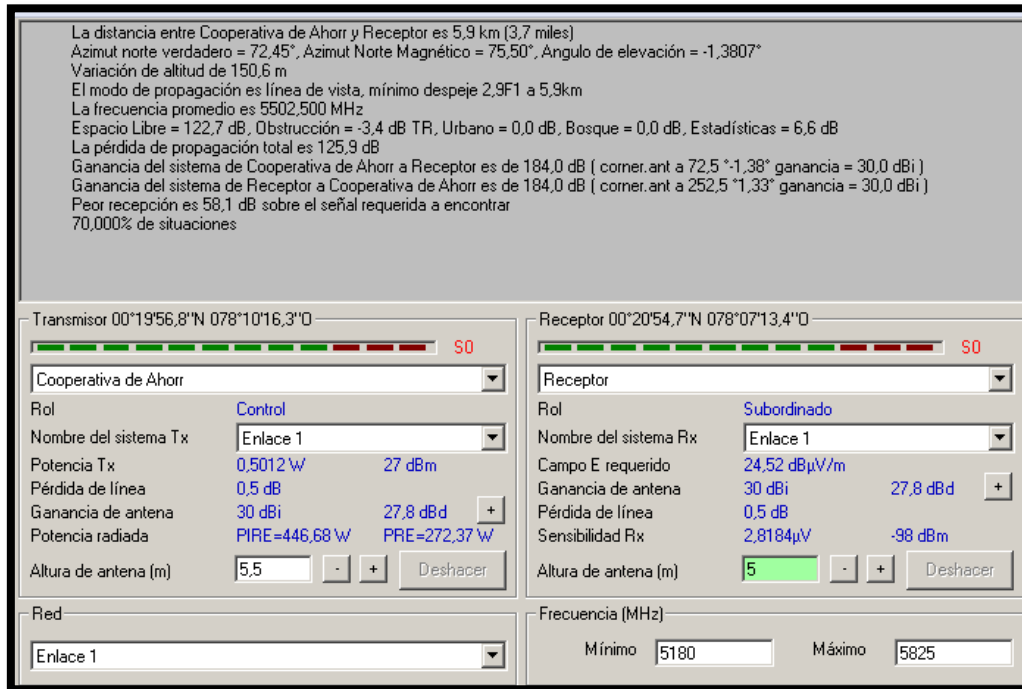 La distancia entre Cooperativa de Ahorr y Receptor es 5,9 km (3,7 miles)
Azimut norte verdadero = 72,45°, Azimut Norte Magnético = 75,50°, Angulo de elevación = -1,3807°
Variación de altitud de 150,6 m
El modo de propagación es línea de vista, mínimo despeje 2,9F1 a 5,9km
La frecuencia promedio es 5502,500 MHz
Espacio Libre = 122,7 dB, Obstrucción = -3,4 dB TR, Urbano = 0,0 dB, Bosque = 0,0 dB, Estadísticas = 6,6 dB
La pérdida de propagación total es 125,9 dB
Ganancia del sistema de Cooperativa de Ahorr a Receptor es de 184,0 dB ( corner.ant a 72,5 °-1,38° ganancia = 30,0 dBi )
Ganancia del sistema de Receptor a Cooperativa de Ahorr es de 184,0 dB ( corner.ant a 252,5 °1,33° ganancia = 30,0 dBi )
Peor recepción es 58,1 dB sobre el señal requerida a encontrar
70,000% de situaciones
Transmisor 00°19'56,8"N 078°10'16,3"O
S0
Cooperativa de Ahorr
Rol Control
Nombre del sistema Tx Enlace 1
Potencia Tx 0,5012 W 27 dBm
Pérdida de línea 0,5 dB
Ganancia de antena 30 dBi 27,8 dBd +
Potencia radiada PIRE=446,68 W PRE=272,37 W
Altura de antena (m) 5,5 - + Deshacer
Red
Enlace 1
Receptor 00°20'54,7"N 078°07'13,4"O
S0
Receptor
Rol Subordinado
Nombre del sistema Rx Enlace 1
Campo E requerido 24,52 dBµV/m
Ganancia de antena 30 dBi 27,8 dBd +
Pérdida de línea 0,5 dB
Sensibilidad Rx 2,8184µV -98 dBm
Altura de antena (m) 5 - + Deshacer
Frecuencia (MHz)
Mínimo 5180 Máximo 5825